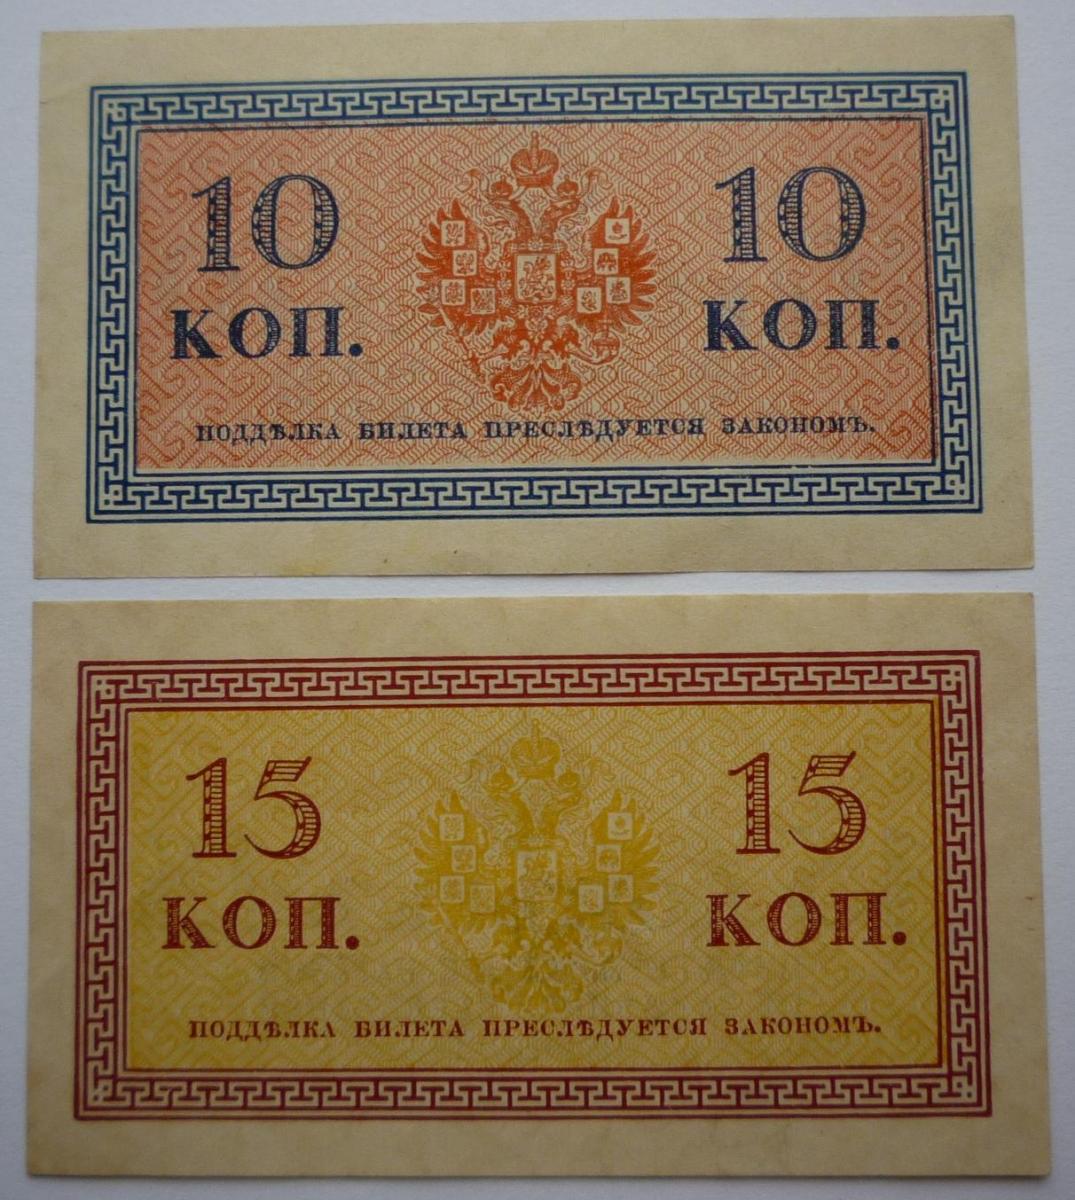 10 10
КОП. КОП.
ПОДДѢЛКА БИЛЕТА ПРЕСЛѢДУЕТСЯ ЗАКОНОМЪ.
15 15
КОП. КОП.
ПОДДѢЛКА БИЛЕТА ПРЕСЛѢДУЕТСЯ ЗАКОНОМЪ.